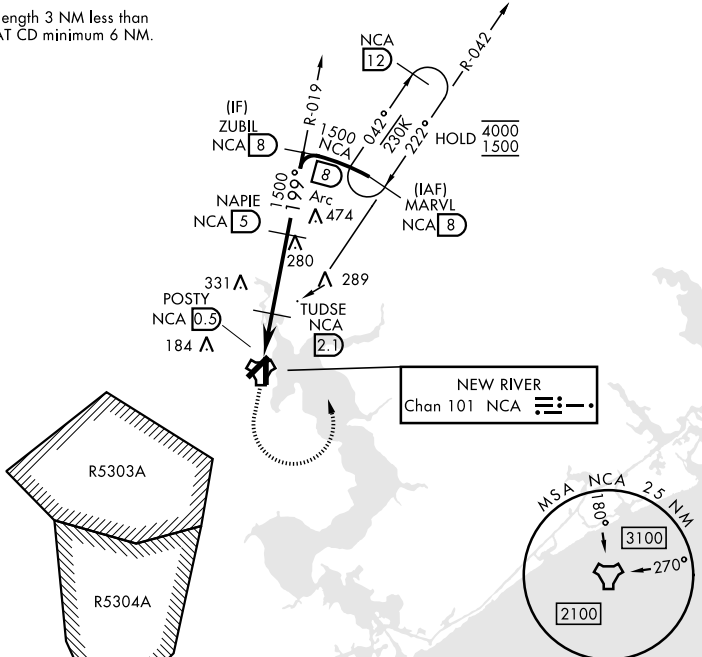 ength 3 NM less than
AT CD minimum 6 NM.
NCA
12
R-042
R-019
(IF)
ZUBIL
NCA 8
1500
NCA
8
Arc
042°
230K
222°
HOLD 4000
1500
(IAF)
MARVL
NCA 8
1500
199°
NAPIE
NCA 5
474
280
331
289
POSTY
NCA 0.5
184
TUDSE
NCA
2.1
NEW RIVER
Chan 101 NCA
R5303A
R5304A
MSA NCA 25 NM
180°
3100
270°
2100